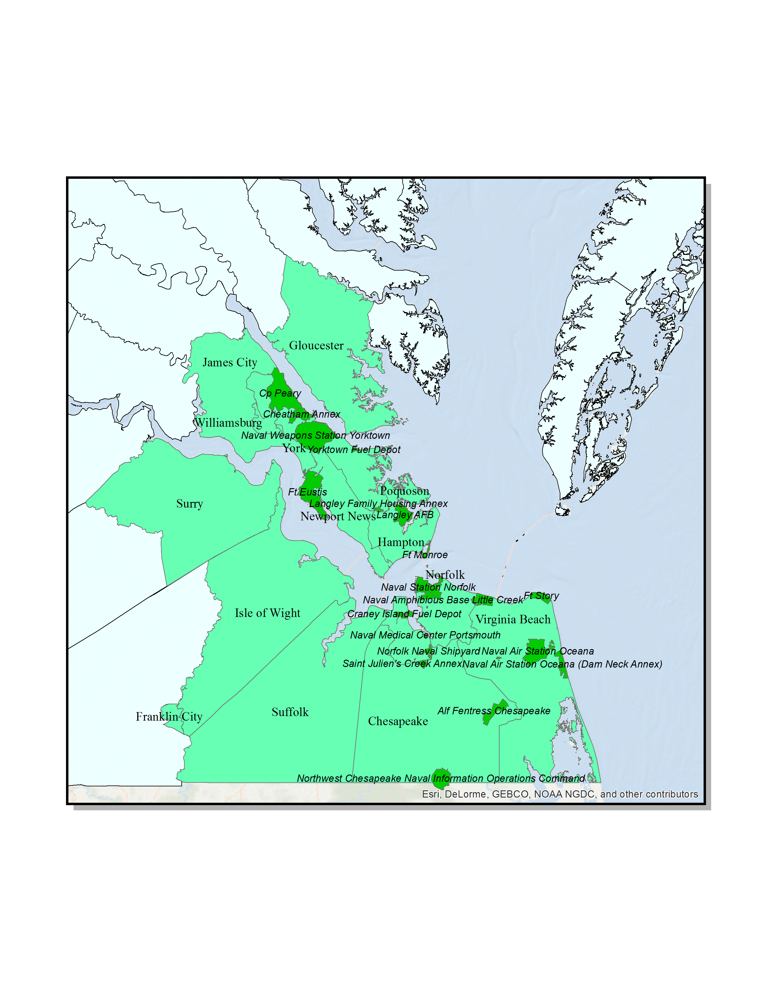 Gloucester
James City
Cp Peary
Cheatham Annex
Williamsburg
Naval Weapons Station Yorktown
York
Yorktown Fuel Depot
Ft Eustis
Poquoson
Surry
Langley Family Housing Annex
Newport News
Langley AFB
Hampton
Ft Monroe
Norfolk
Naval Station Norfolk
Naval Amphibious Base Little Creek
Ft Story
Isle of Wight
Craney Island Fuel Depot
Virginia Beach
Naval Medical Center Portsmouth
Norfolk Naval Shipyard
Naval Air Station Oceana
Saint Julien's Creek Annex
Naval Air Station Oceana (Dam Neck Annex)
Franklin City
Suffolk
Chesapeake
Alf Fentress Chesapeake
Northwest Chesapeake Naval Information Operations Command
Esri, DeLorme, GEBCO, NOAA NGDC, and other contributors